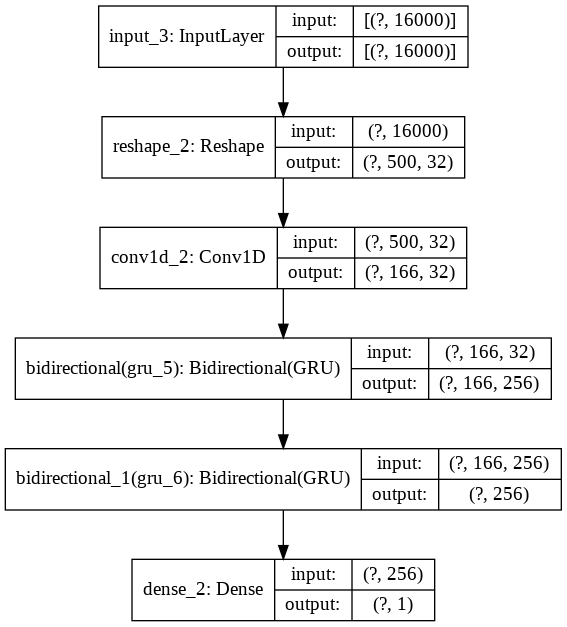 input_3: InputLayer
input: [(?, 16000)]
output: [(?, 16000)]
reshape_2: Reshape
input: (?, 16000)
output: (?, 500, 32)
conv1d_2: Conv1D
input: (?, 500, 32)
output: (?, 166, 32)
bidirectional(gru_5): Bidirectional(GRU)
input: (?, 166, 32)
output: (?, 166, 256)
bidirectional_1(gru_6): Bidirectional(GRU)
input: (?, 166, 256)
output: (?, 256)
dense_2: Dense
input: (?, 256)
output: (?, 1)